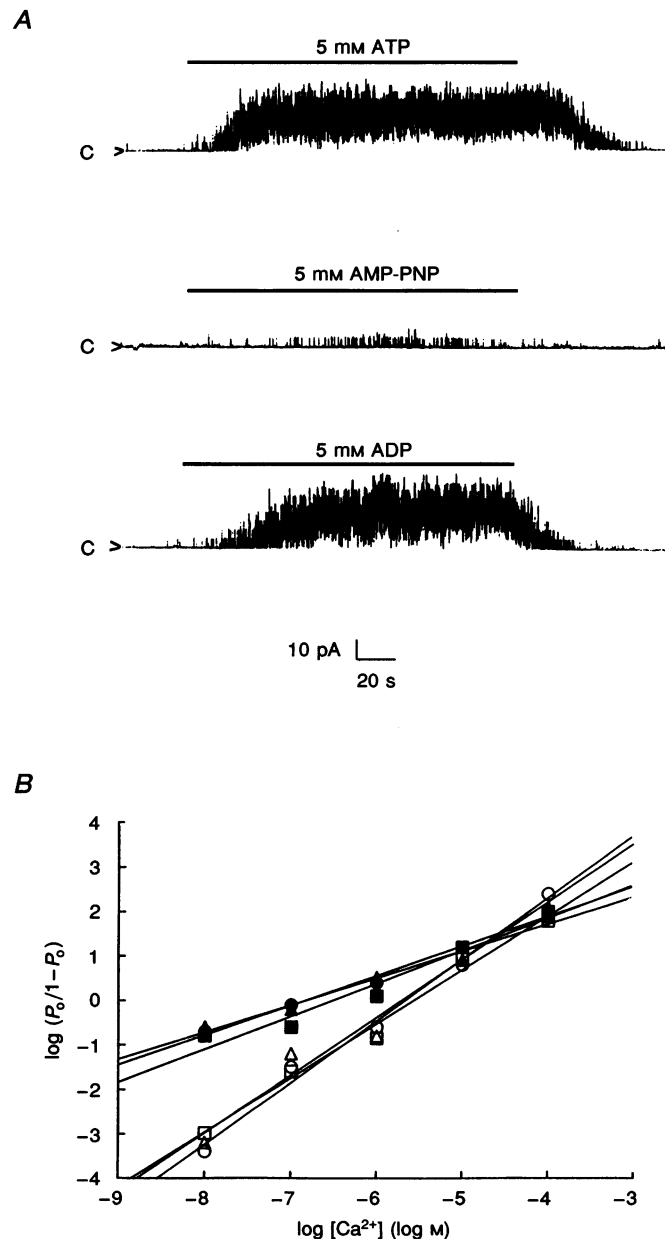 A
5 mM ATP
C >
5 mM AMP-PNP
C >
5 mM ADP
C >
10 pA
20 s
B
4
3
2
1
0
−1
−2
−3
−4
log (Po/1−Po)
−9 −8 −7 −6 −5 −4 −3
log [Ca2+] (log M)